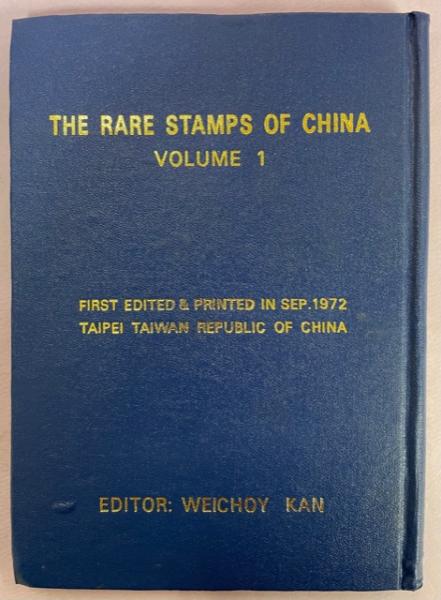 THE RARE STAMPS OF CHINA
VOLUME 1
FIRST EDITED & PRINTED IN SEP.1972
TAIPEI TAIWAN REPUBLIC OF CHINA
EDITOR: WEICHOY KAN